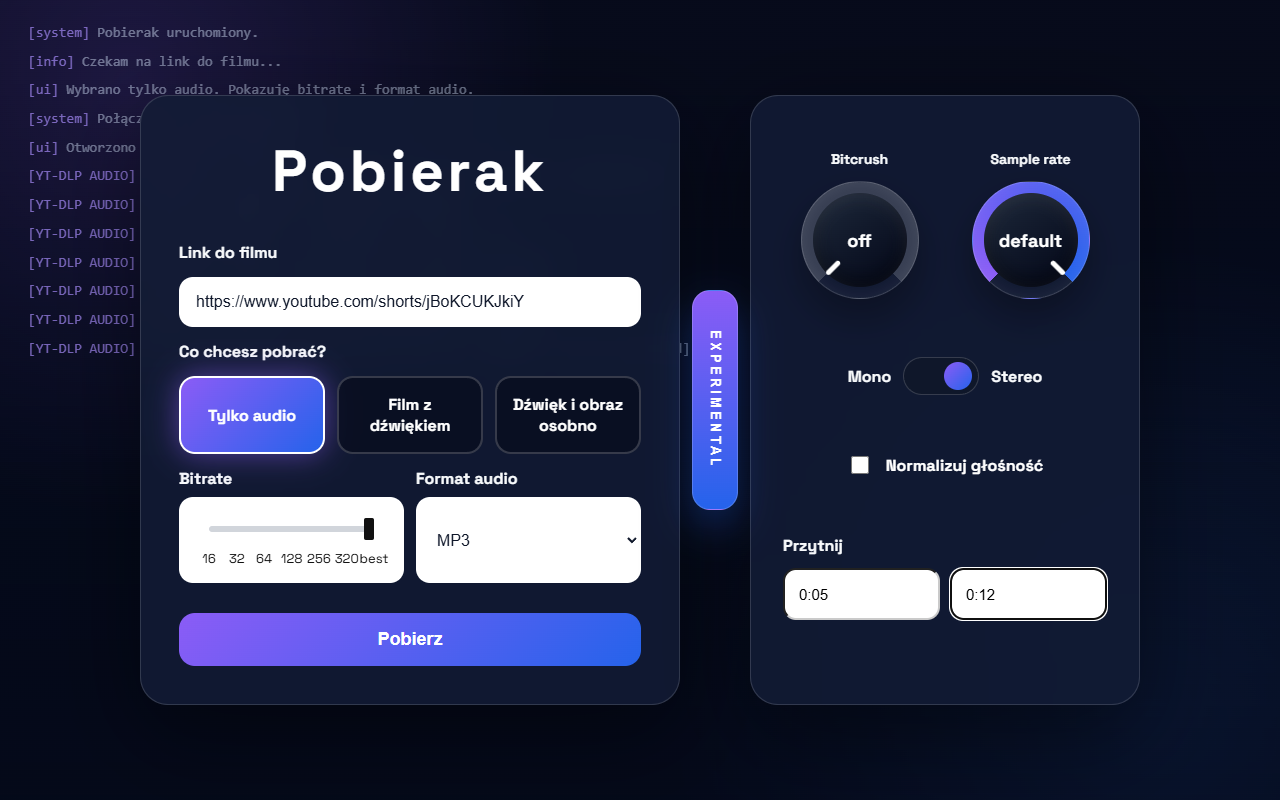 [system] Pobierak uruchomiony.
[info] Czekam na link do filmu...
[ui] Wybrano tylko audio. Pokazuję bitrate i format audio.
[system]
[ui] Otworzono
[YT-DLP AUDIO]
[YT-DLP AUDIO]
[YT-DLP AUDIO]
[YT-DLP AUDIO]
[YT-DLP AUDIO]
[YT-DLP AUDIO]
[YT-DLP AUDIO]
Pobierak
Link do filmu
https://www.youtube.com/shorts/jBoKCUKJkiY
Co chcesz pobrać?
Tylko audio
Film z
dźwiękiem
Dźwięk i obraz
osobno
Bitrate
16 32 64 128 256 320 best
Format audio
MP3
Pobierz
EXPERIMENTAL
Bitcrush
off
Sample rate
default
Mono
Stereo
Normalizuj głośność
Przytnij
0:05
0:12